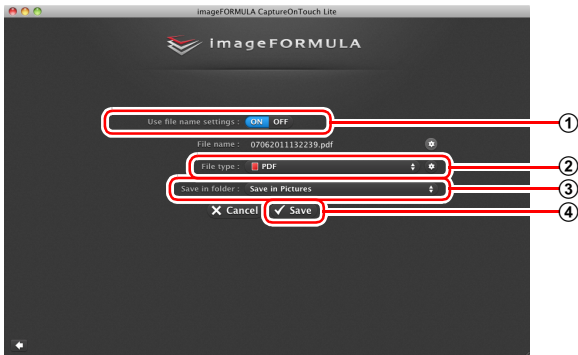 imageFORMULA CaptureOnTouch Lite
imageFORMULA
Use file name settings : ON OFF ①
File name : 07062011132239.pdf
File type : PDF ②
Save in folder : Save in Pictures ③
Cancel Save ④